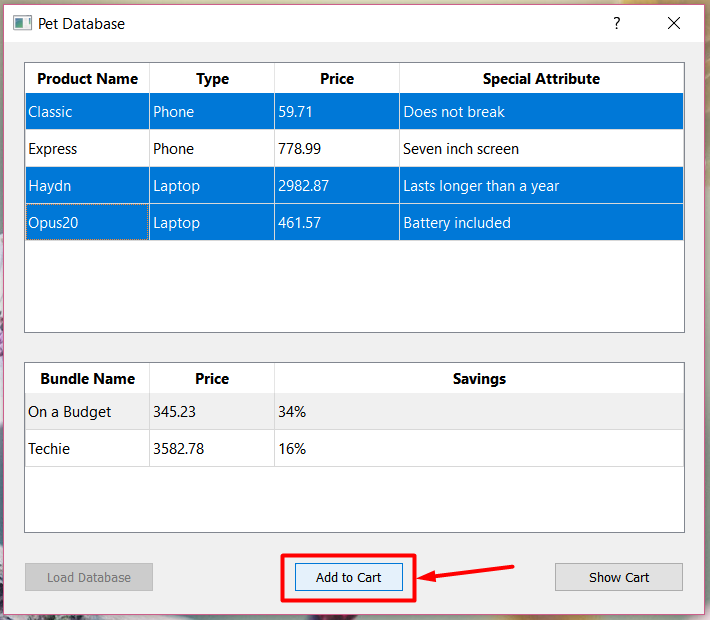 Pet Database ?
Product Name Type Price Special Attribute
Classic Phone 59.71 Does not break
Express Phone 778.99 Seven inch screen
Haydn Laptop 2982.87 Lasts longer than a year
Opus20 Laptop 461.57 Battery included
Bundle Name Price Savings
On a Budget 345.23 34%
Techie 3582.78 16%
Load Database Add to Cart Show Cart